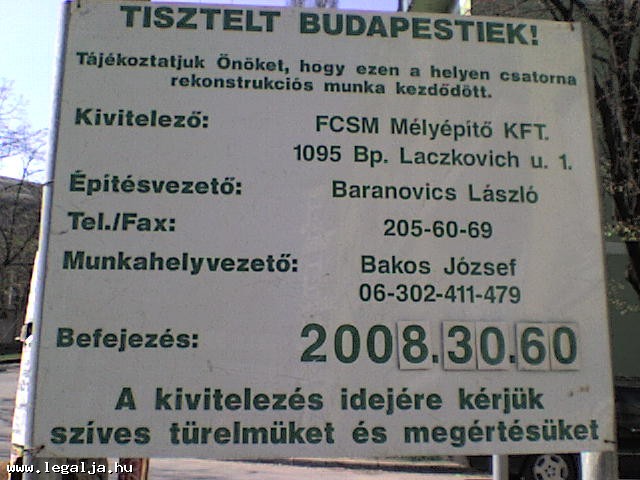 TISZTELT BUDAPESTIEK!
Tájékoztatjuk Önöket, hogy ezen a helyen csatorna
rekonstrukciós munka kezdődött.
Kivitelező: FCSM Mélyépítő KFT.
1095 Bp. Laczkovich u. 1.
Építésvezető: Baranovics László
Tel./Fax: 205-60-69
Munkahelyvezető: Bakos József
06-302-411-479
Befejezés: 2008.30.60
A kivitelezés idejére kérjük
szíves türelmüket és megértésüket
www.legalja.hu